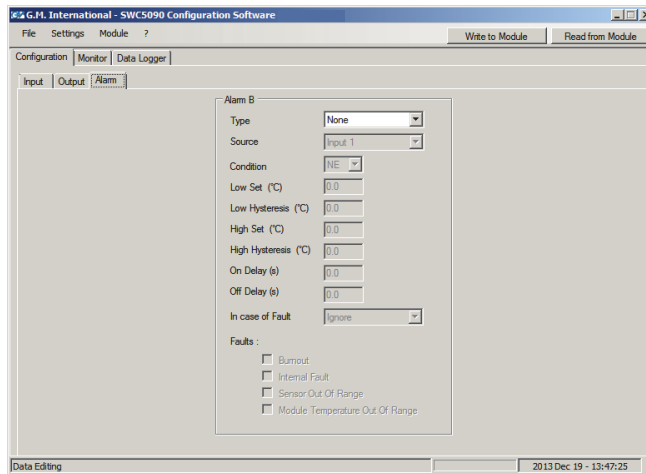 G.M. International - SWC5090 Configuration Software
File Settings Module ? Write to Module Read from Module
Configuration Monitor Data Logger
Input Output Alarm
Alarm B
Type None
Source Input 1
Condition NE
Low Set (°C) 0.0
Low Hysteresis (°C) 0.0
High Set (°C) 0.0
High Hysteresis (°C) 0.0
On Delay (s) 0.0
Off Delay (s) 0.0
In case of Fault Ignore
Faults :
Burnout
Internal Fault
Sensor Out Of Range
Module Temperature Out Of Range
Data Editing 2013 Dec 19 - 13:47:25